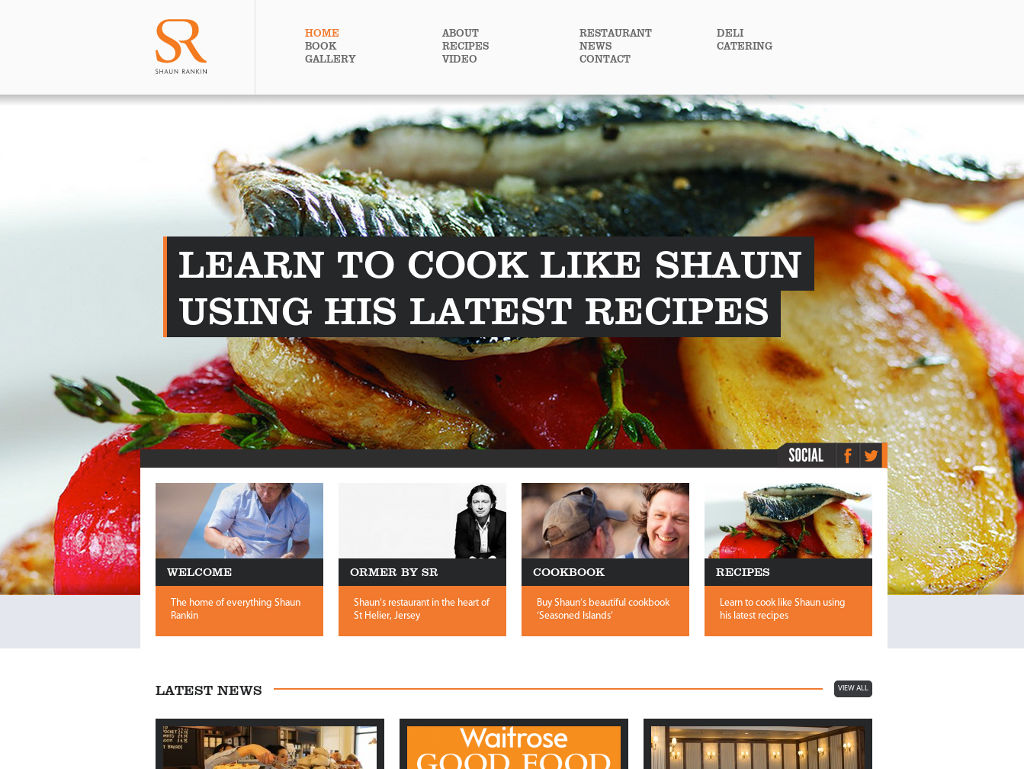 SR
SHAUN RANKIN
HOME
BOOK
GALLERY
ABOUT
RECIPES
VIDEO
RESTAURANT
NEWS
CONTACT
DELI
CATERING
LEARN TO COOK LIKE SHAUN
USING HIS LATEST RECIPES
SOCIAL
WELCOME
The home of everything Shaun
Rankin
ORMER BY SR
Shaun's restaurant in the heart of
St Helier, Jersey
COOKBOOK
Buy Shaun's beautiful cookbook
'Seasoned Islands'
RECIPES
Learn to cook like Shaun using
his latest recipes
LATEST NEWS
VIEW ALL
Waitrose
GOOD FOOD